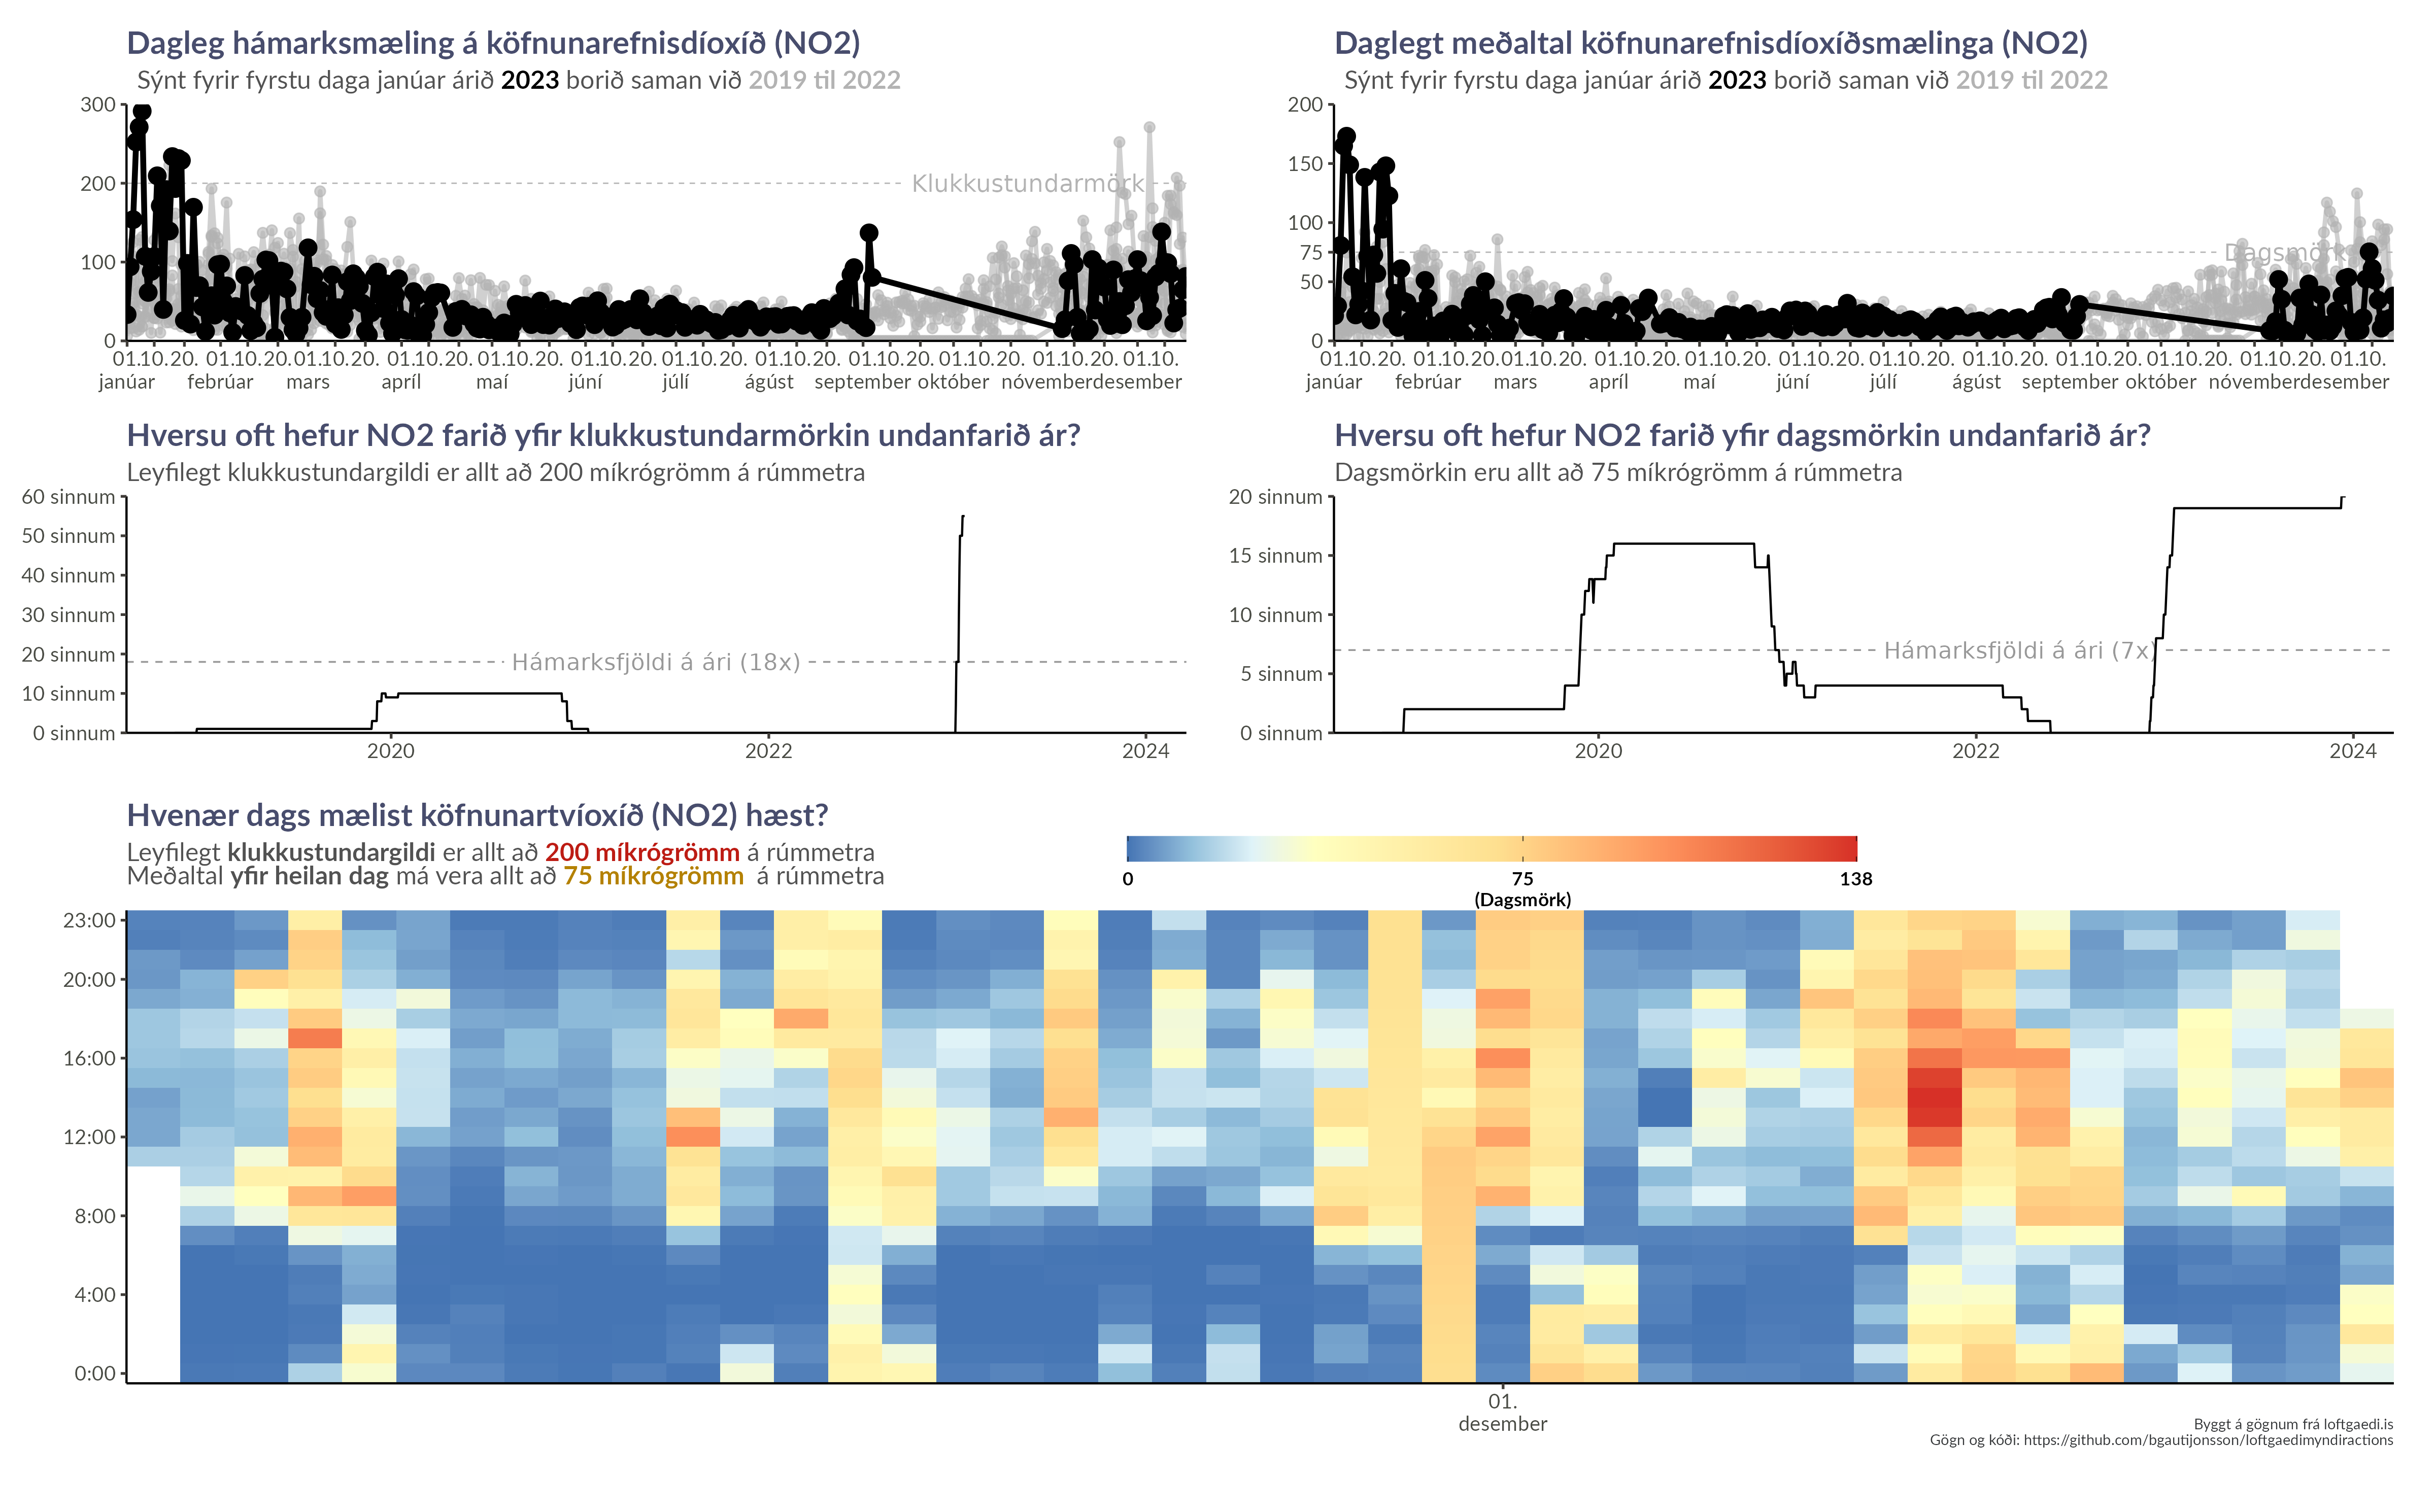 Dagleg hámarksmæling á köfnunarefnisdíoxíð (NO2)
Sýnt fyrir fyrstu daga janúar árið 2023 borið saman við 2019 til 2022
300
200
100
0
Klukkustundarmörk
01.10.20. 01.10.20. 01.10.20. 01.10.20. 01.10.20. 01.10.20. 01.10.20. 01.10.20. 01.10.20. 01.10.20. 01.10.20. 01.10.
janúar febrúar mars apríl maí júní júlí ágúst september október nóvember desember
Daglegt meðaltal köfnunarefnisdíoxíðsmælinga (NO2)
Sýnt fyrir fyrstu daga janúar árið 2023 borið saman við 2019 til 2022
200
150
100
75
50
0
Dagsmörk
01.10.20. 01.10.20. 01.10.20. 01.10.20. 01.10.20. 01.10.20. 01.10.20. 01.10.20. 01.10.20. 01.10.20. 01.10.20. 01.10.
janúar febrúar mars apríl maí júní júlí ágúst september október nóvember desember
Hversu oft hefur NO2 farið yfir klukkustundarmörkin undanfarið ár?
Leyfilegt klukkustundargildi er allt að 200 míkrógrömm á rúmmetra
60 sinnum
50 sinnum
40 sinnum
30 sinnum
20 sinnum
10 sinnum
0 sinnum
Hámarksfjöldi á ári (18x)
2020 2022 2024
Hversu oft hefur NO2 farið yfir dagsmörkin undanfarið ár?
Dagsmörkin eru allt að 75 míkrógrömm á rúmmetra
20 sinnum
15 sinnum
10 sinnum
5 sinnum
0 sinnum
Hámarksfjöldi á ári (7x)
2020 2022 2024
Hvenær dags mælist köfnunartvíoxíð (NO2) hæst?
Leyfilegt klukkustundargildi er allt að 200 míkrógrömm á rúmmetra
Meðaltal yfir heilan dag má vera allt að 75 míkrógrömm á rúmmetra
0 75 138
(Dagsmörk)
23:00
20:00
16:00
12:00
8:00
4:00
0:00
01.
desember
Byggt á gögnum frá loftgaedi.is
Gögn og kóði: https://github.com/bgautijonsson/loftgaedimyndiractions